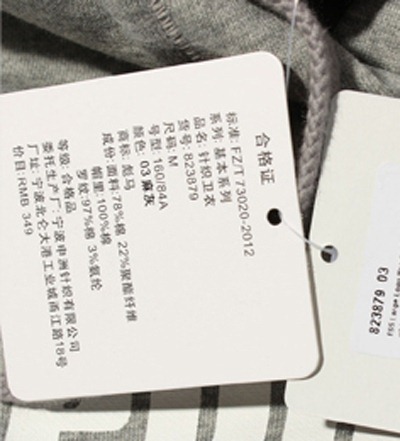 合格证
标准: FZ/T 73020-2012
系列: 基本系列
品名: 针织卫衣
货号: 823879
尺码: M
号型: 160/84A
颜色: 03麻灰
商标: 彪马
成份: 面料:78%棉 22%聚酯纤维
帽里:100%棉
罗纹:97%棉 3%氨纶
等级: 合格品
委托生产厂: 宁波申洲针织有限公司
厂址: 宁波北仑大港工业城甬江路18号
价目:RMB 349
823879 03